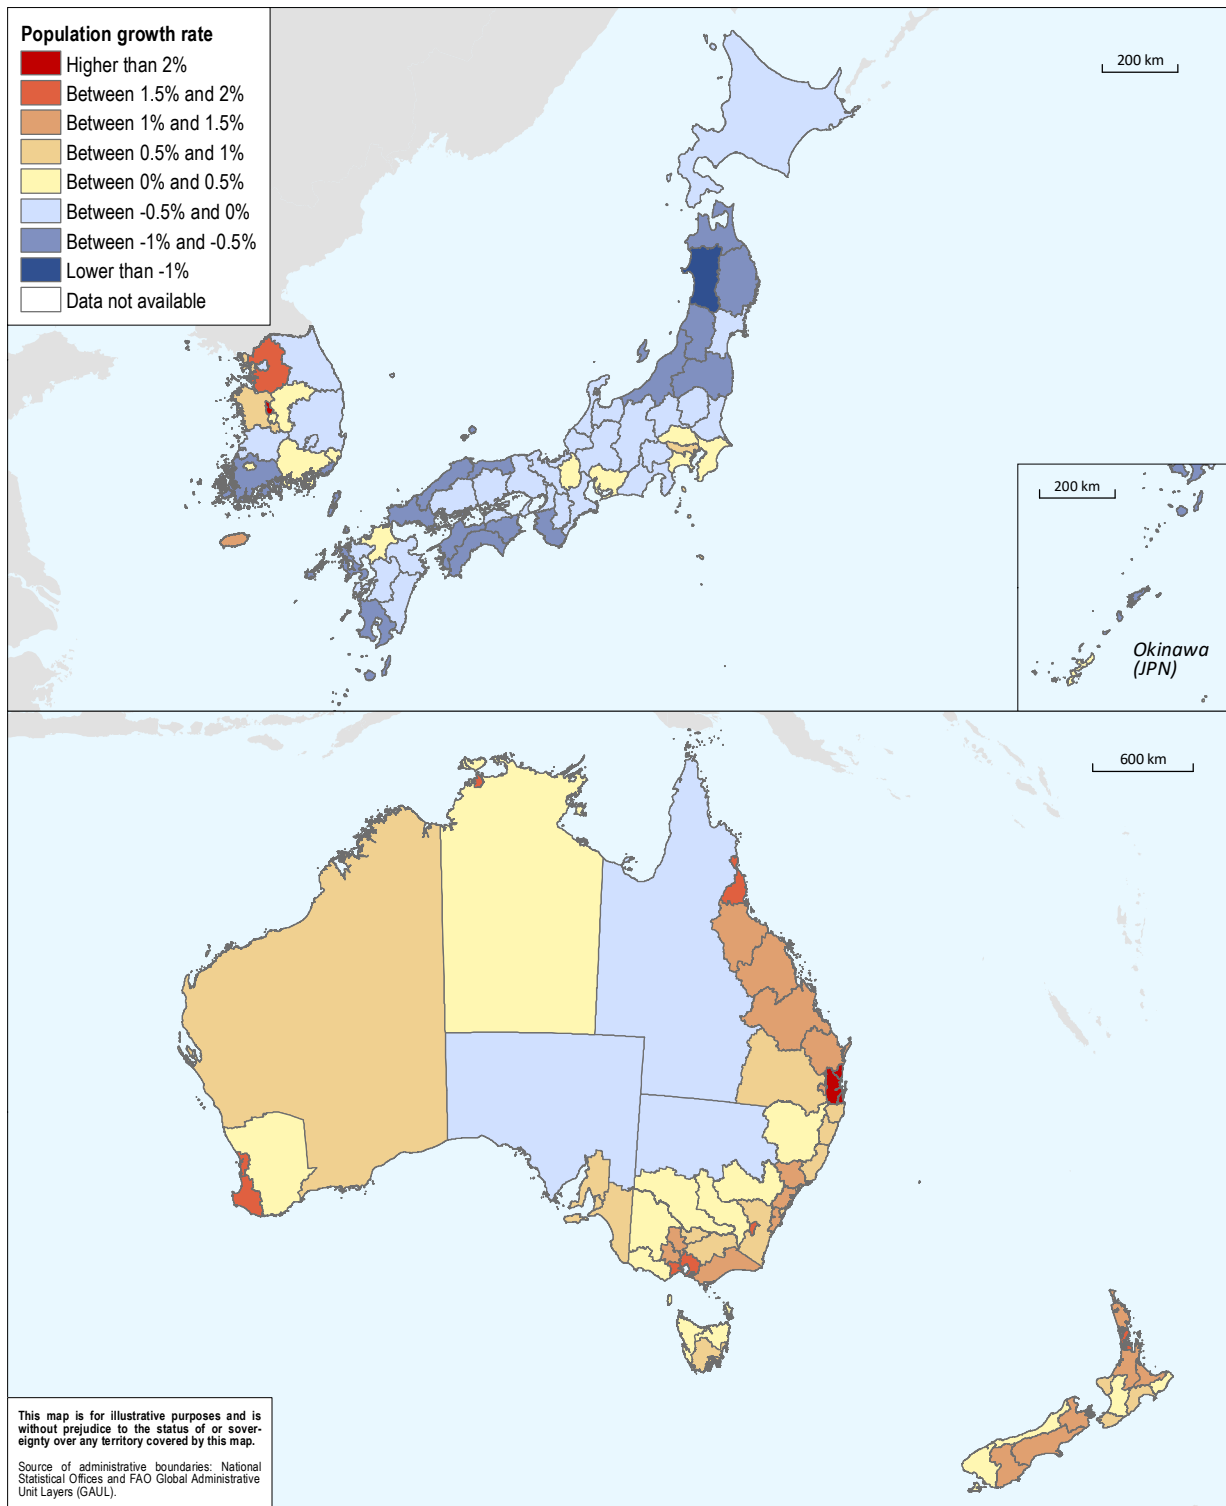 Population growth rate
Higher than 2%
Between 1.5% and 2%
Between 1% and 1.5%
Between 0.5% and 1%
Between 0% and 0.5%
Between -0.5% and 0%
Between -1% and -0.5%
Lower than -1%
Data not available
200 km
200 km
Okinawa
(JPN)
600 km
This map is for illustrative purposes and is
without prejudice to the status of or sover-
eignty over any territory covered by this map.
Source of administrative boundaries: National
Statistical Offices and FAO Global Administrative
Unit Layers (GAUL).